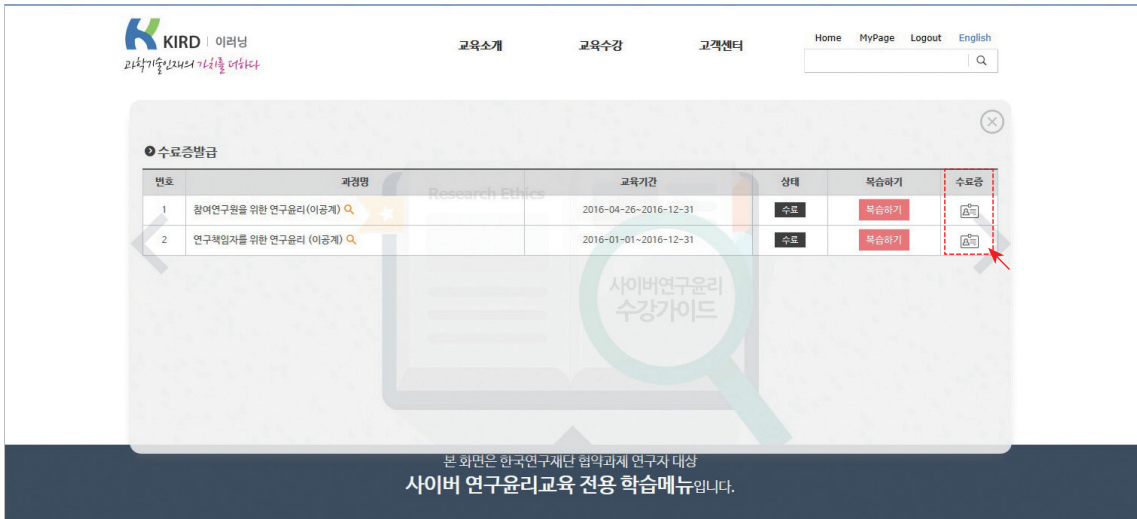 KIRD 이러닝
과학기술인재의 가치를 더하다
교육소개 교육수강 고객센터
Home MyPage Logout English
수료증발급
번호 과정명 교육기간 상태 복습하기 수료증
1 참여연구원을 위한 연구윤리(이공계) 2016-04-26~2016-12-31 수료 복습하기
2 연구책임자를 위한 연구윤리 (이공계) 2016-01-01~2016-12-31 수료 복습하기
Research Ethics
사이버연구윤리
수강가이드
본 화면은 한국연구재단 협약과제 연구자 대상
사이버 연구윤리교육 전용 학습메뉴입니다.